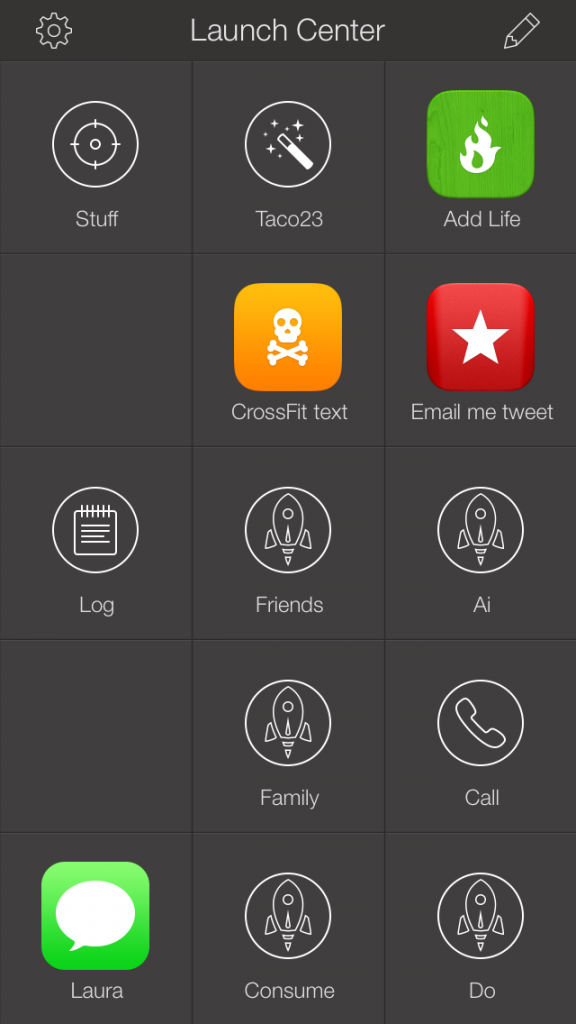 Launch Center
Stuff
Taco23
Add Life
CrossFit text
Email me tweet
Log
Friends
Ai
Family
Call
Laura
Consume
Do